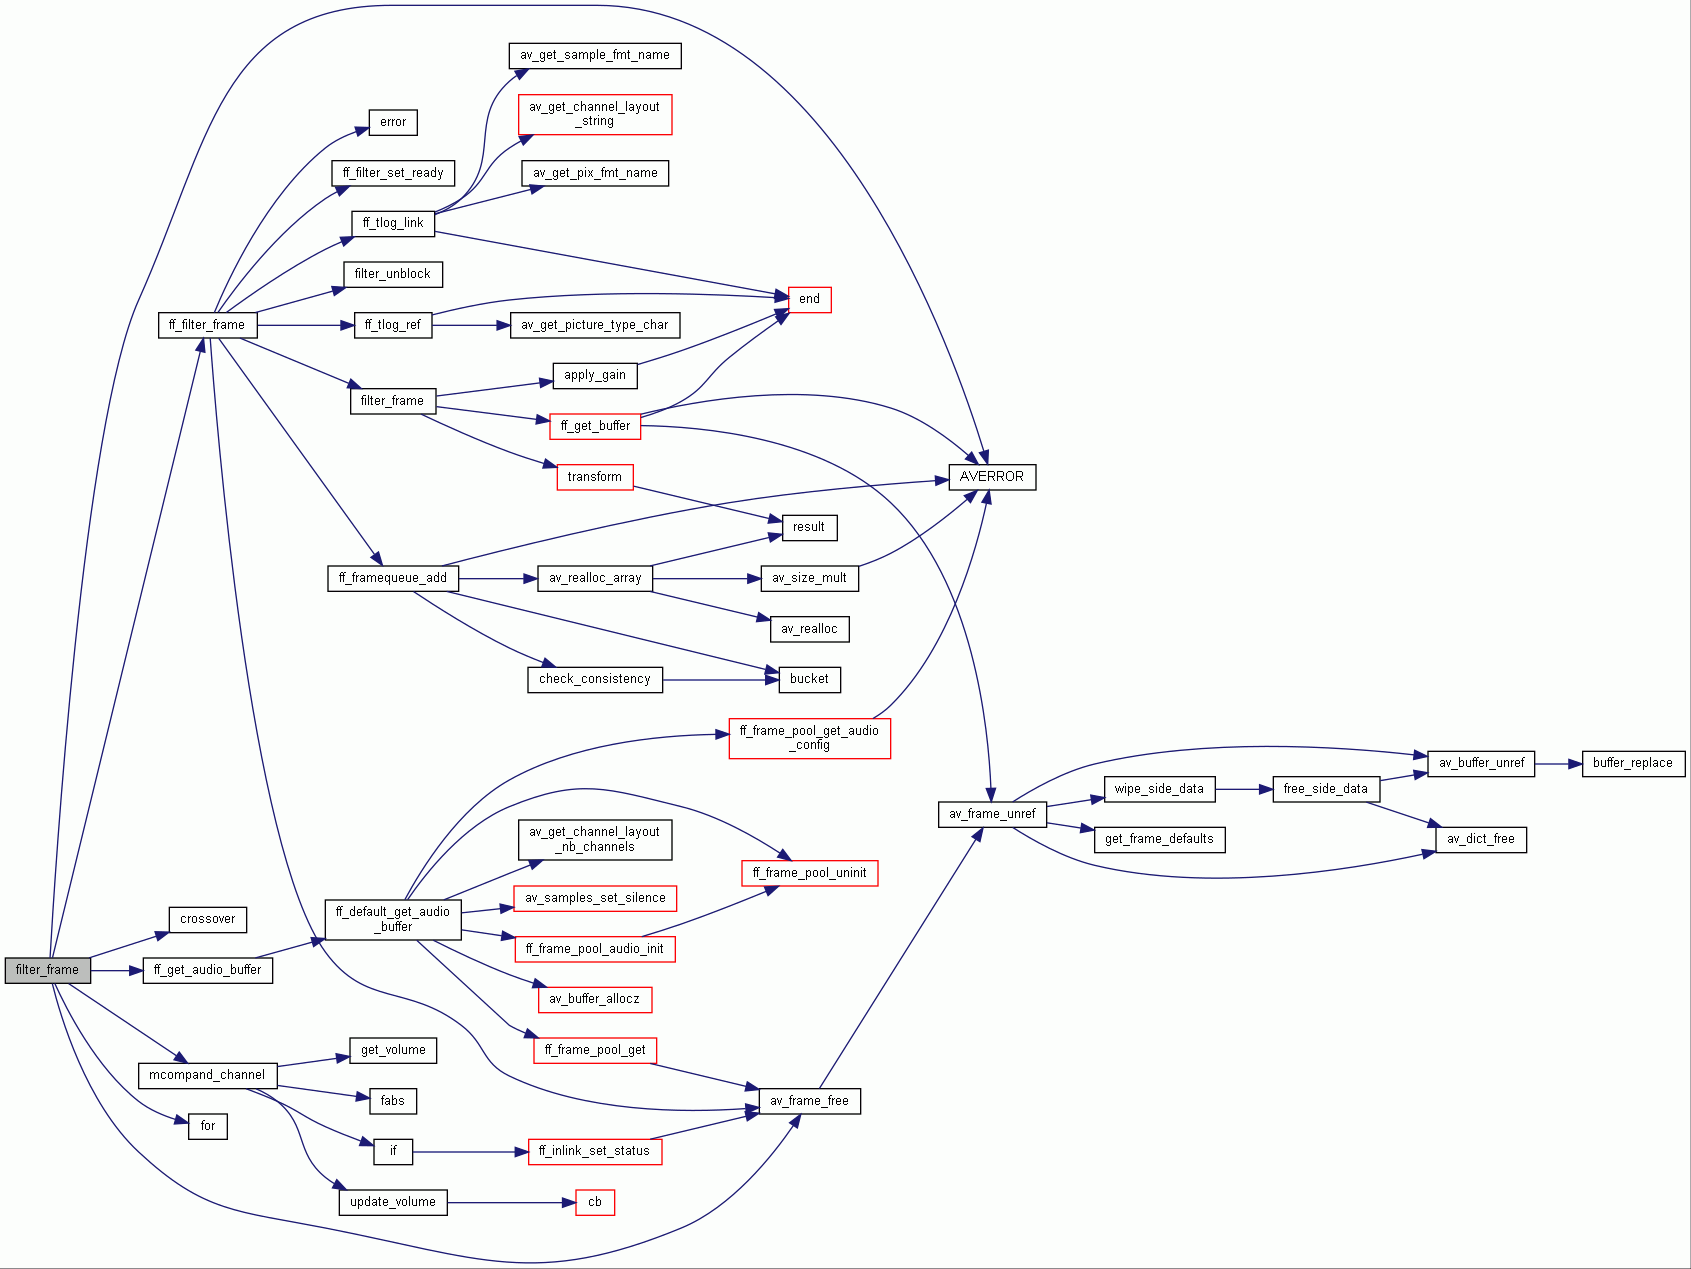 av_get_sample_fmt_name
av_get_channel_layout
_string
error
ff_filter_set_ready
av_get_pix_fmt_name
ff_tlog_link
filter_unblock
end
ff_filter_frame
ff_tlog_ref
av_get_picture_type_char
apply_gain
filter_frame
ff_get_buffer
transform
AVERROR
result
ff_framequeue_add
av_realloc_array
av_size_mult
av_realloc
check_consistency
bucket
ff_frame_pool_get_audio
_config
av_buffer_unref
buffer_replace
wipe_side_data
free_side_data
av_frame_unref
get_frame_defaults
av_dict_free
av_get_channel_layout
_nb_channels
ff_frame_pool_uninit
av_samples_set_silence
crossover
ff_default_get_audio
_buffer
ff_frame_pool_audio_init
filter_frame
ff_get_audio_buffer
av_buffer_allocz
get_volume
ff_frame_pool_get
mcompand_channel
fabs
av_frame_free
for
if
ff_inlink_set_status
update_volume
cb